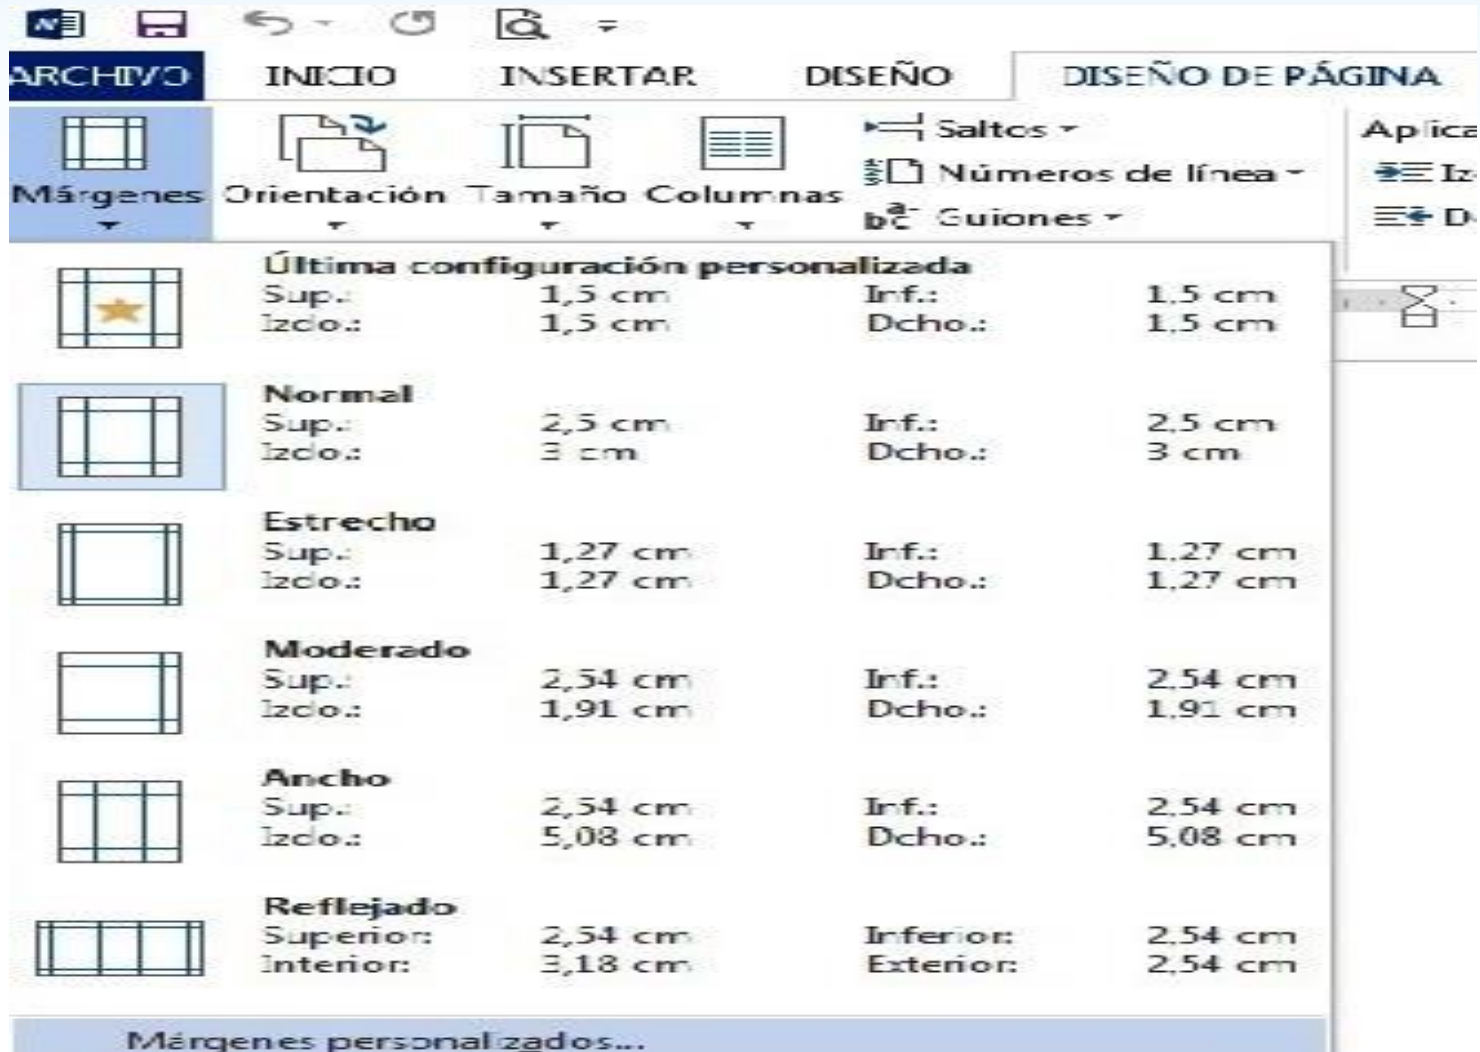 ARCHIVO INICIO INSERTAR DISEÑO DISEÑO DE PÁGINA
Márgenes Orientación Tamaño Columnas
Saltos
Números de línea
Guiones
Aplica
Iz
D
Última configuración personalizada
Sup.: 1,5 cm Inf.: 1,5 cm
Izdo.: 1,5 cm Dcho.: 1,5 cm
Normal
Sup.: 2,5 cm Inf.: 2,5 cm
Izdo.: 3 cm Dcho.: 3 cm
Estrecho
Sup.: 1,27 cm Inf.: 1,27 cm
Izdo.: 1,27 cm Dcho.: 1,27 cm
Moderado
Sup.: 2,54 cm Inf.: 2,54 cm
Izdo.: 1,91 cm Dcho.: 1,91 cm
Ancho
Sup.: 2,54 cm Inf.: 2,54 cm
Izdo.: 5,08 cm Dcho.: 5,08 cm
Reflejado
Superior: 2,54 cm Inferior: 2,54 cm
Interior: 3,18 cm Exterior: 2,54 cm
Márgenes personalizados...